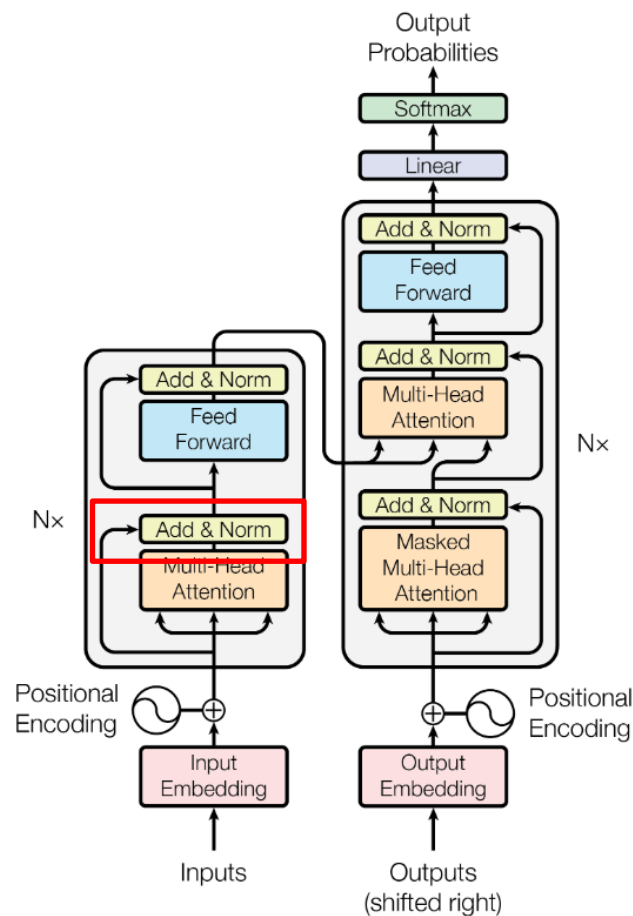 Output
Probabilities
Softmax
Linear
Add & Norm
Feed
Forward
Add & Norm
Multi-Head
Attention
Add & Norm
Masked
Multi-Head
Attention
Nx
Add & Norm
Feed
Forward
Nx
Add & Norm
Multi-Head
Attention
Positional
Encoding
Positional
Encoding
Input
Embedding
Output
Embedding
Inputs
Outputs
(shifted right)